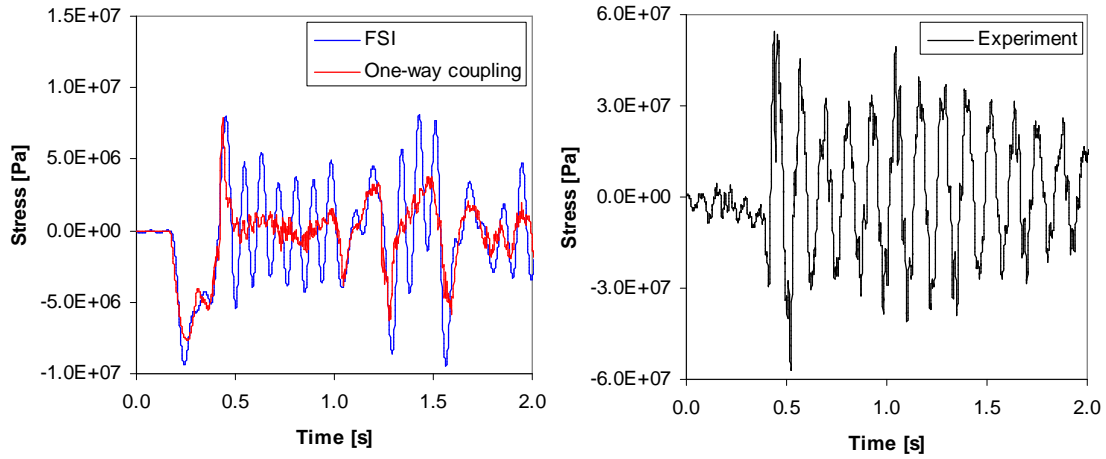 1.5E+07
1.0E+07
5.0E+06
0.0E+00
-5.0E+06
-1.0E+07
Stress [Pa]
FSI
One-way coupling
0.0
0.5
1.0
1.5
2.0
Time [s]
6.0E+07
3.0E+07
0.0E+00
-3.0E+07
-6.0E+07
Stress [Pa]
Experiment
0.0
0.5
1.0
1.5
2.0
Time [s]